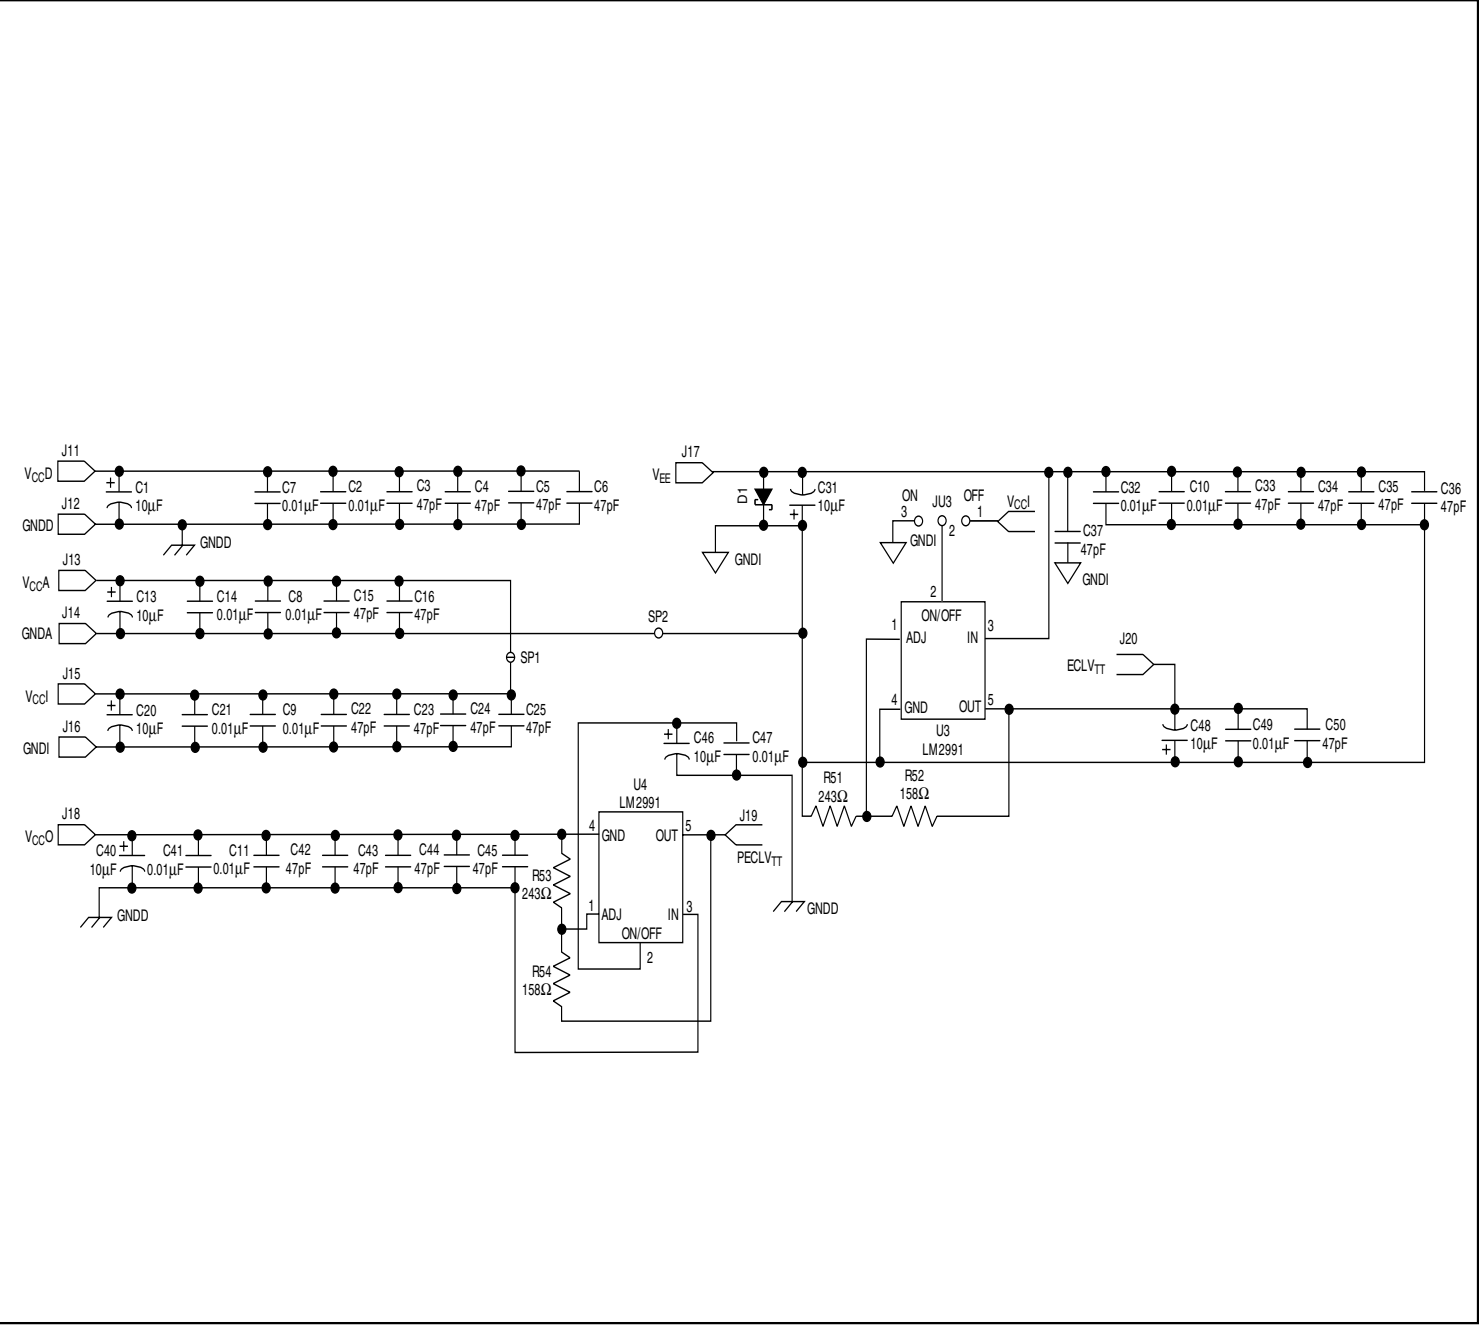 J11
VCCD
+
C1
10µF
C7
0.01µF
C2
0.01µF
C3
47pF
C4
47pF
C5
47pF
C6
47pF
J12
GNDD
GNDD
J13
VCCA
+
C13
10µF
C14
0.01µF
C8
0.01µF
C15
47pF
C16
47pF
J14
GNDA
SP2
SP1
J15
VCCI
+
C20
10µF
C21
0.01µF
C9
0.01µF
C22
47pF
C23
47pF
C24
47pF
C25
47pF
J16
GNDI
J18
VCCO
C40
+
10µF
C41
0.01µF
C11
0.01µF
C42
47pF
C43
47pF
C44
47pF
C45
47pF
GNDD
R53
243Ω
R54
158Ω
U4
LM2991
4
GND
OUT
5
1
ADJ
IN
3
ON/OFF
2
J19
PECLVTT
+
C46
10µF
C47
0.01µF
GNDD
J17
VEE
D1
C31
10µF
+
GNDI
ON
3
JU3
OFF
1
2
VCCI
GNDI
C37
47pF
GNDI
C32
0.01µF
C10
0.01µF
C33
47pF
C34
47pF
C35
47pF
C36
47pF
2
ON/OFF
1
ADJ
IN
3
4
GND
OUT
5
U3
LM2991
R51
243Ω
R52
158Ω
J20
ECLVTT
C48
10µF
+
C49
0.01µF
C50
47pF